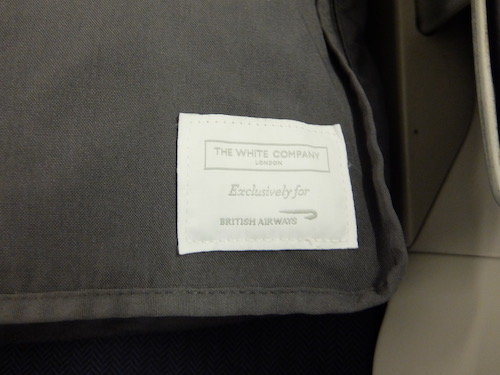 THE WHITE COMPANY
LONDON
Exclusively for
BRITISH AIRWAYS